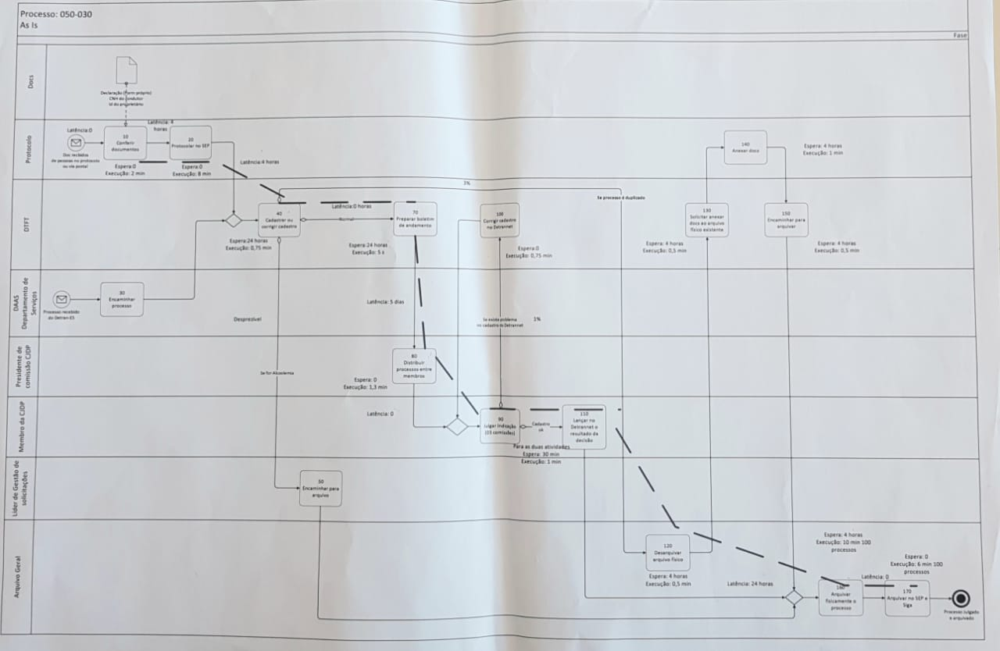 Processo: 050-030
As Is
Fase
Docs
Declaração (Form próprio)
CNH do condutor
Id do proprietário
Protocolo
Latência:0
Doc recebidos
de pessoas no protocolo
ou via postal
10
Conferir
documentos
Espera:0
Execução: 2 min
Latência: 4
horas
20
Protocolar no SEP
Espera:0
Execução: 8 min
Latência:4 horas
140
Anexar docs
Espera: 4 horas
Execução: 1 min
DTFT
3%
40
Cadastrar ou
corrigir cadastro
Espera:24 horas
Execução: 0,75 min
Latência:0 horas
Normal
70
Preparar boletim
de andamento
Espera:24 horas
Execução: 5 s
100
Corrigir cadastro
no Detrannet
Espera:0
Execução: 0,75 min
Se processo é duplicado
130
Solicitar anexar
docs ao arquivo
físico existente
Espera: 4 horas
Execução: 0,5 min
150
Encaminhar para
arquivar
Espera: 4 horas
Execução: 0,5 min
DAAS
Departamento de
Serviços
Processo recebido
do Detran-ES
30
Encaminhar
processo
Desprezível
Latência: 5 dias
Se existe problema
no cadastro do Detrannet
1%
Presidente de
comissão CJDP
Se for Alcoolemia
80
Distribuir
processos entre
membros
Espera: 0
Execução: 1,3 min
Membro da CJDP
Latência: 0
90
Julgar Indicação
(03 comissões)
Cadastro
ok
110
Lançar no
Detrannet o
resultado da
decisão
Para as duas atividades
Espera: 30 min
Execução: 1 min
Líder de Gestão de
solicitações
50
Encaminhar para
arquivo
Arquivo Geral
120
Desarquivar
arquivo físico
Espera: 4 horas
Execução: 0,5 min
Latência: 24 horas
Espera: 4 horas
Execução: 10 min 100
processos
160
Arquivar
fisicamente o
processo
Latência: 0
Espera: 0
Execução: 6 min 100
processos
170
Arquivar no SEP e
Siga
Processo julgado
e arquivado